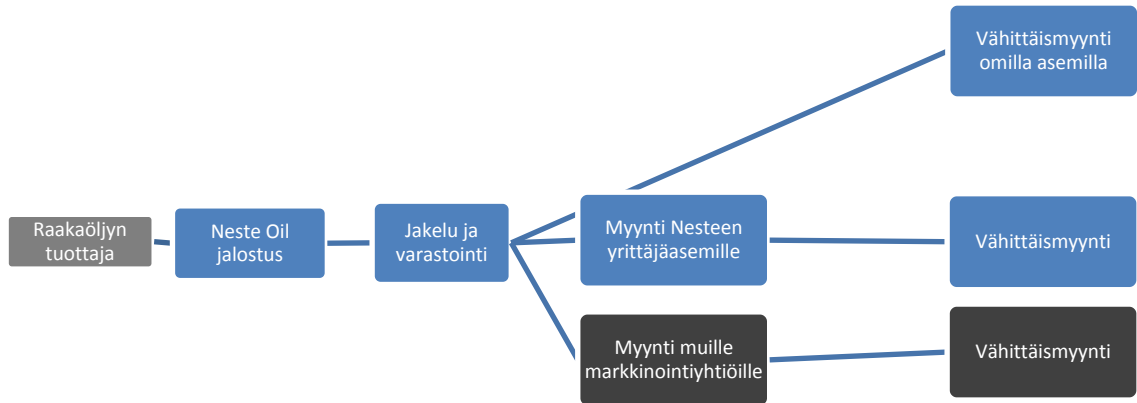 Vähittäismyynti
omilla asemilla
Raakaöljyn
tuottaja
Neste Oil
jalostus
Jakelu ja
varastointi
Myynti Nesteen
yrittäjäasemille
Vähittäismyynti
Myynti muille
markkinointiyhtiöille
Vähittäismyynti